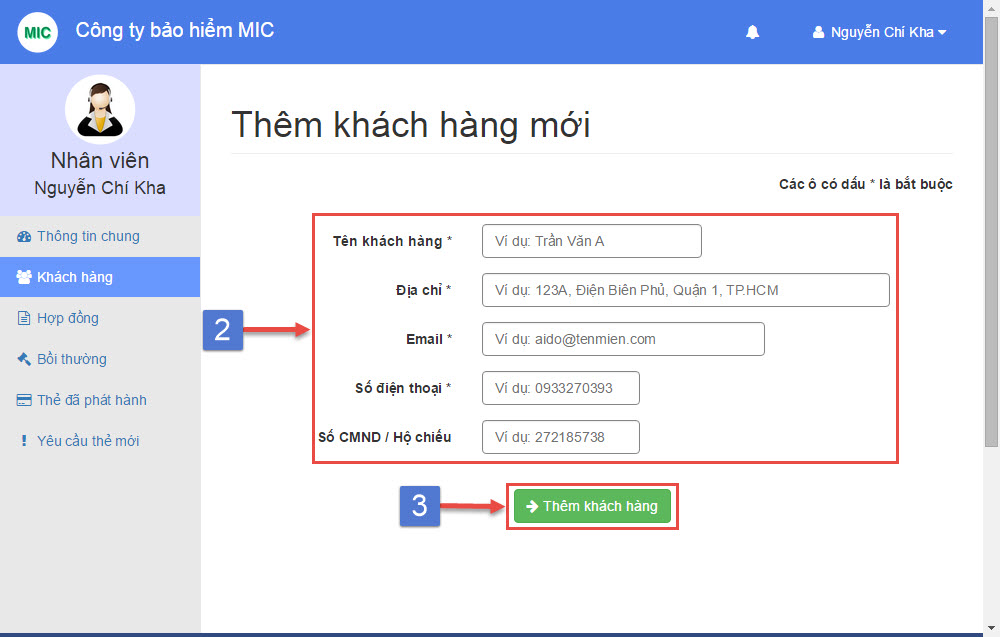 MIC
Công ty bảo hiểm MIC
Nguyễn Chí Kha
Nhân viên
Nguyễn Chí Kha
Thông tin chung
Khách hàng
Hợp đồng
Bồi thường
Thẻ đã phát hành
Yêu cầu thẻ mới
Thêm khách hàng mới
Các ô có dấu * là bắt buộc
Tên khách hàng * Ví dụ: Trần Văn A
Địa chỉ * Ví dụ: 123A, Điện Biên Phủ, Quận 1, TP.HCM
2
Email * Ví dụ: aido@tenmien.com
Số điện thoại * Ví dụ: 0933270393
Số CMND / Hộ chiếu Ví dụ: 272185738
3
Thêm khách hàng